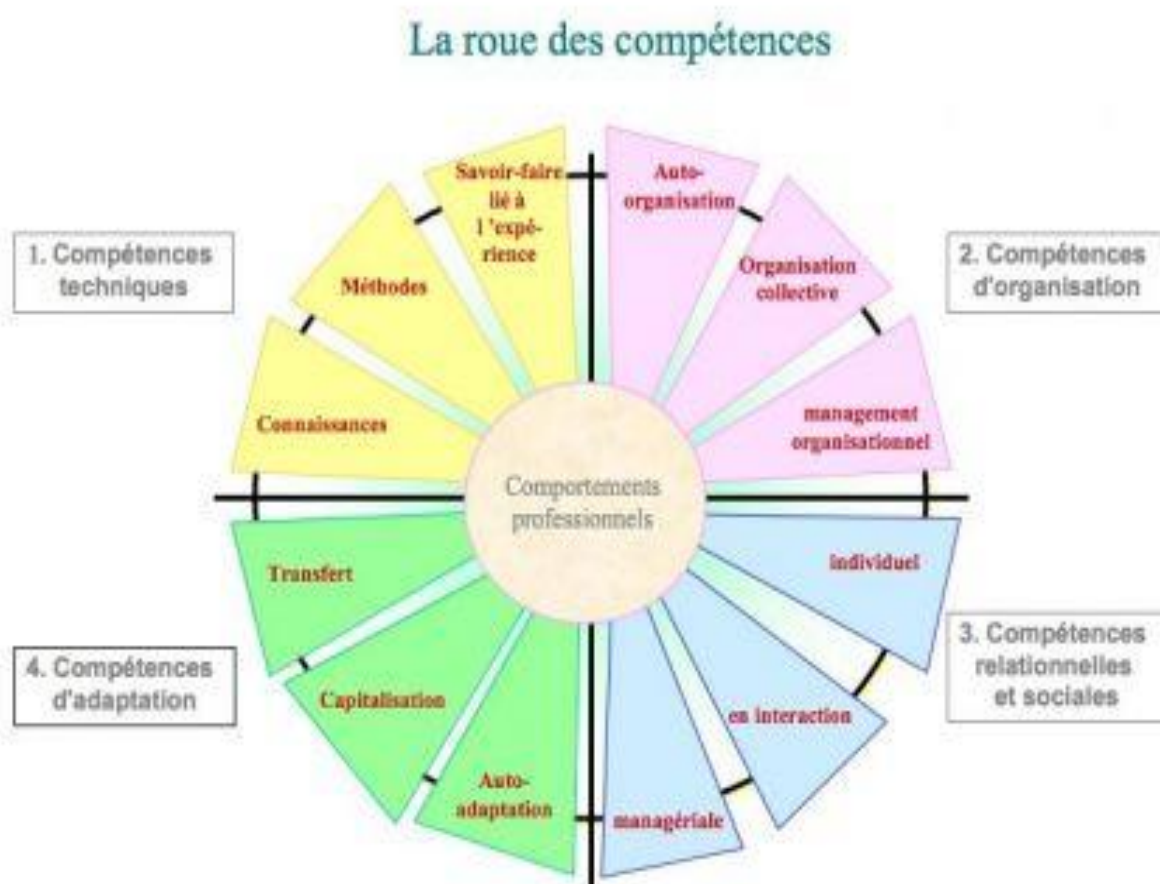 La roue des compétences
1. Compétences
techniques
Savoir-faire
lié à
l 'expé-
rience
Méthodes
Connaissances
2. Compétences
d'organisation
Auto-
organisation
Organisation
collective
management
organisationnel
Comportements
professionnels
3. Compétences
relationnelles
et sociales
individuel
en interaction
managériale
4. Compétences
d'adaptation
Transfert
Capitalisation
Auto-
adaptation